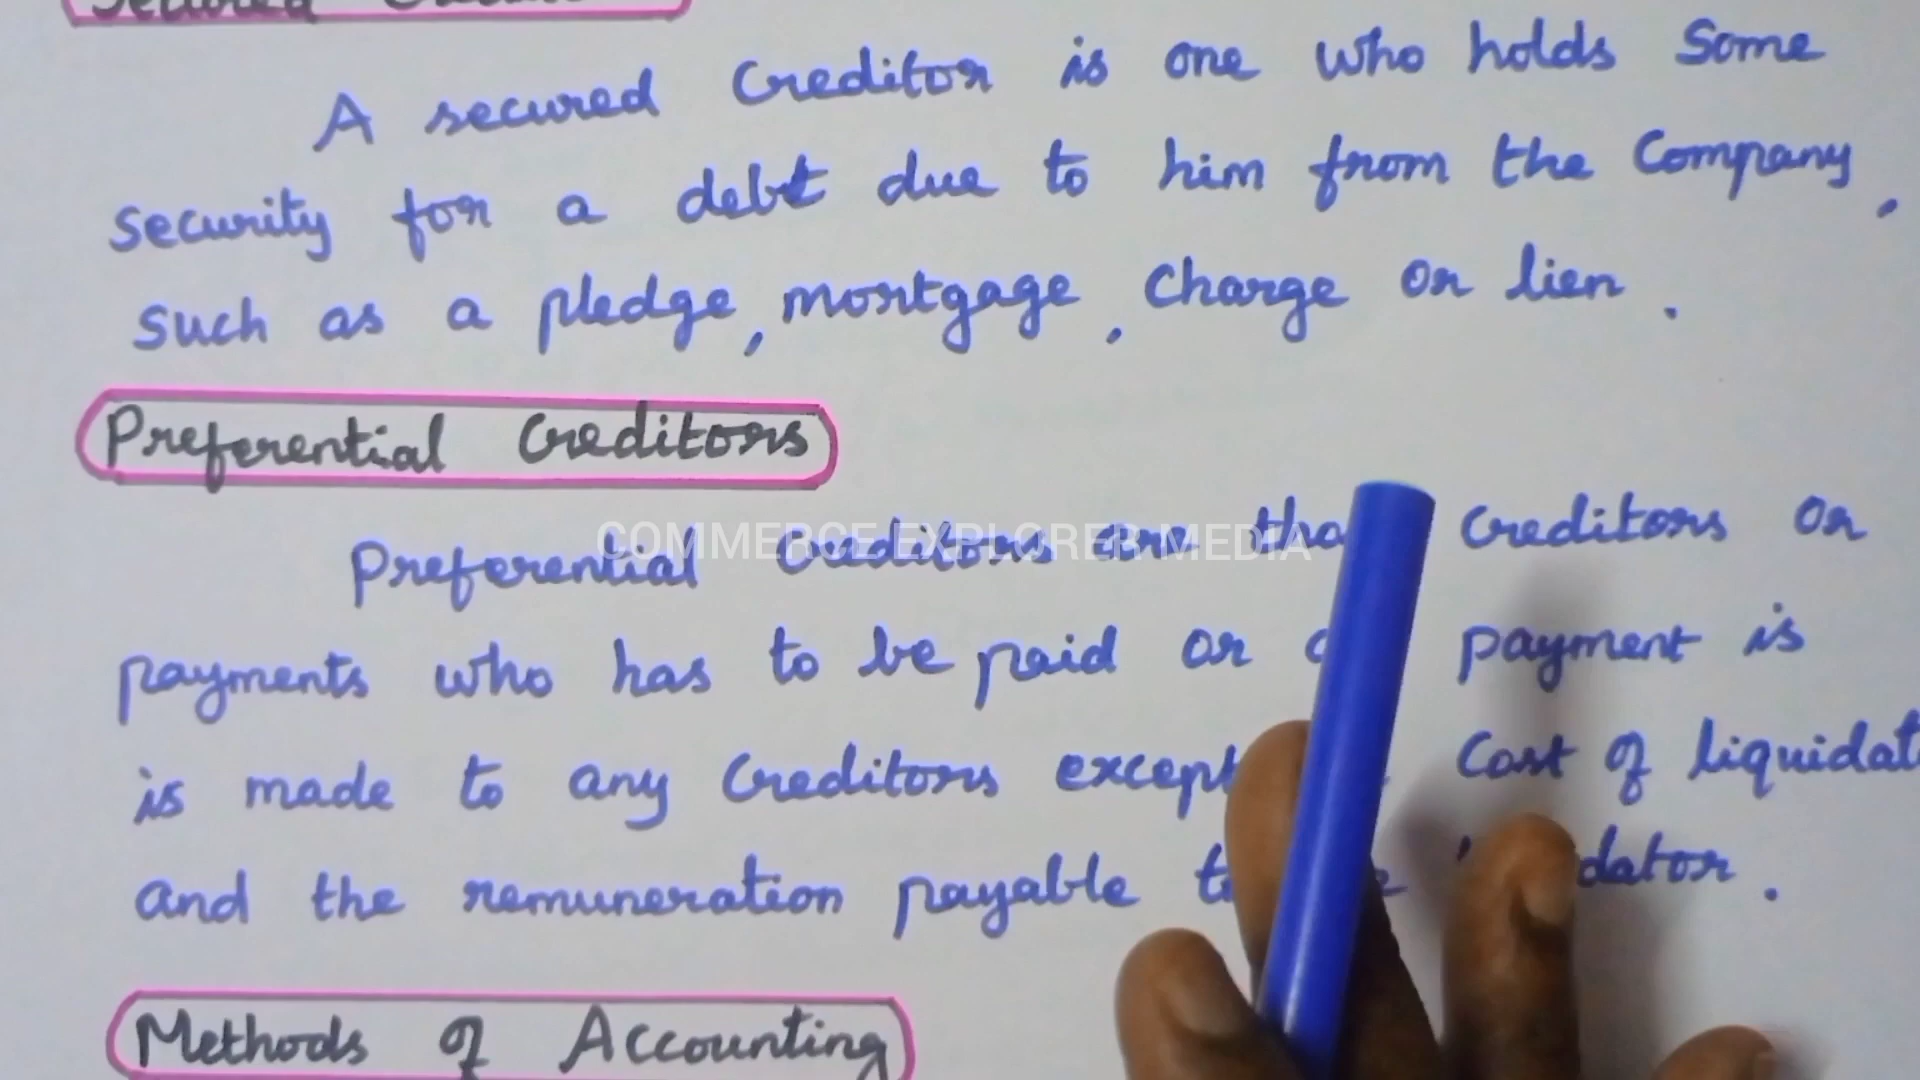 A secured Creditor is one who holds Some
security for a debt due to him from the Company,
such as a pledge, mortgage, charge or lien.
Preferential Creditors
COMMERCE EXPLORER MEDIA
Preferential Creditors are Creditors or
payments who has to be paid or payment is
is made to any Creditors except Cost of
and the remuneration payable
Methods of Accounting